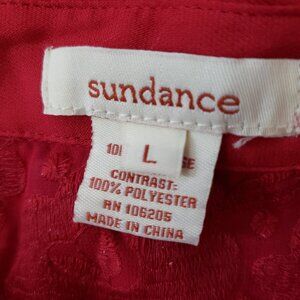 sundance
L
CONTRAST:
100% POLYESTER
RN 106205
MADE IN CHINA